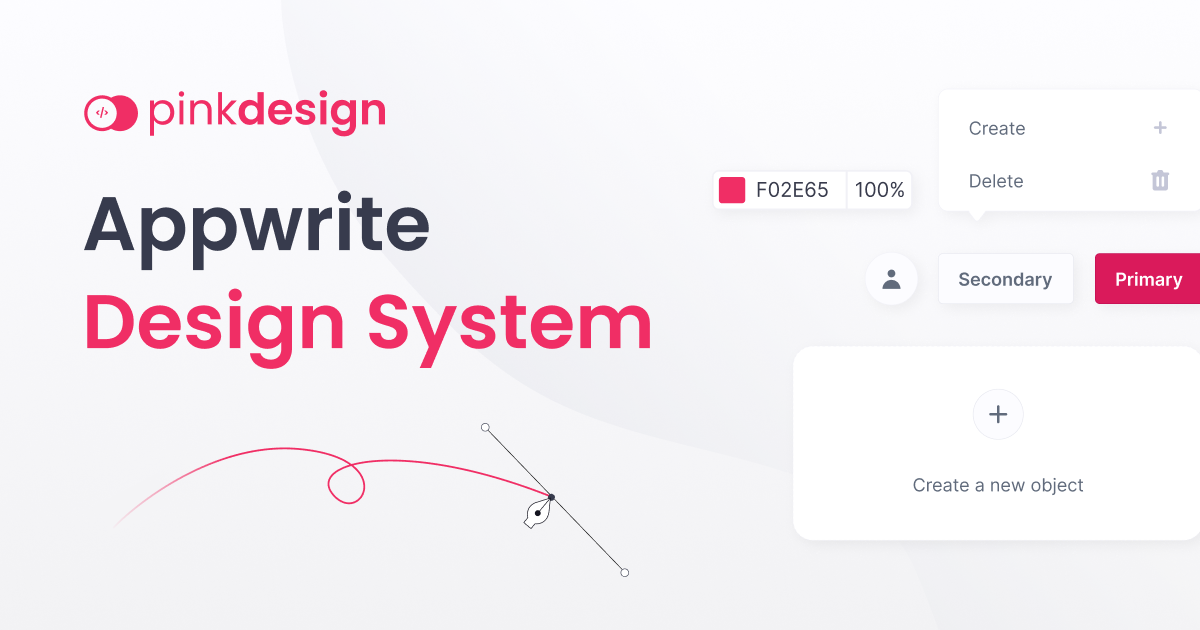 pinkdesign
Appwrite
Design System
F02E65 100%
Create
Delete
Secondary Primary
Create a new object